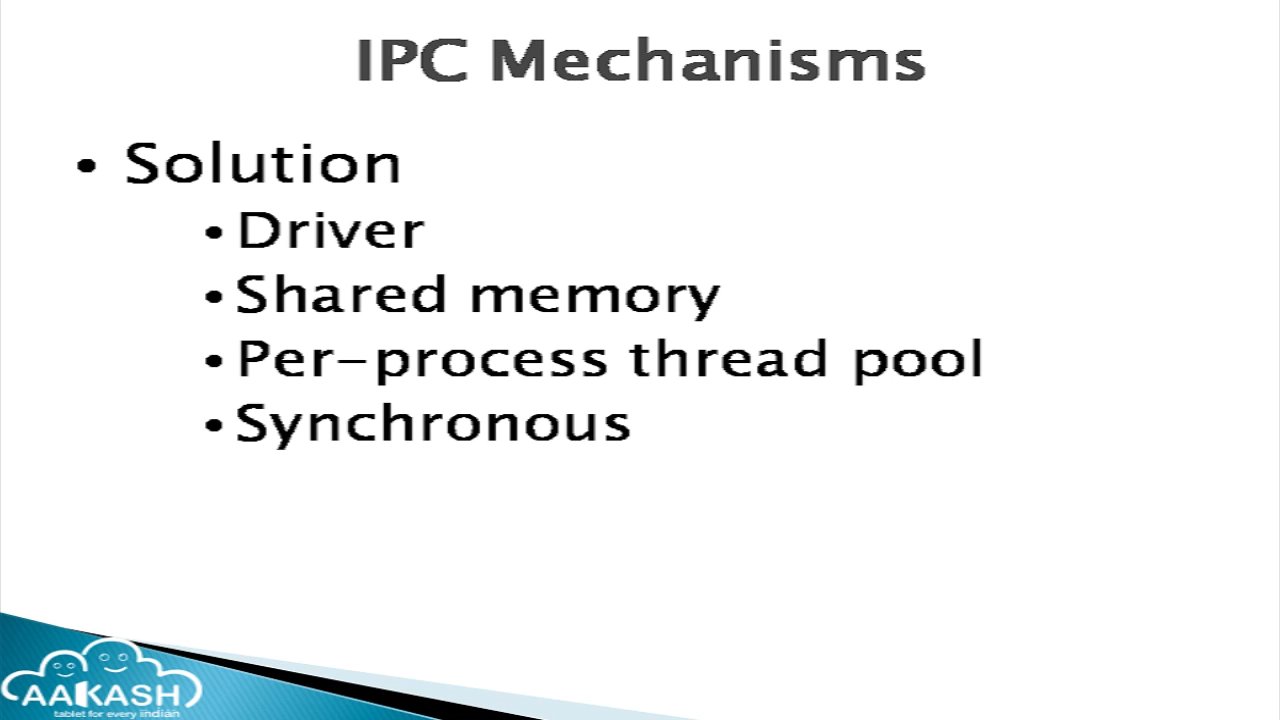 IPC Mechanisms
• Solution
• Driver
• Shared memory
• Per-process thread pool
• Synchronous
AAKASH
tablet for every indian